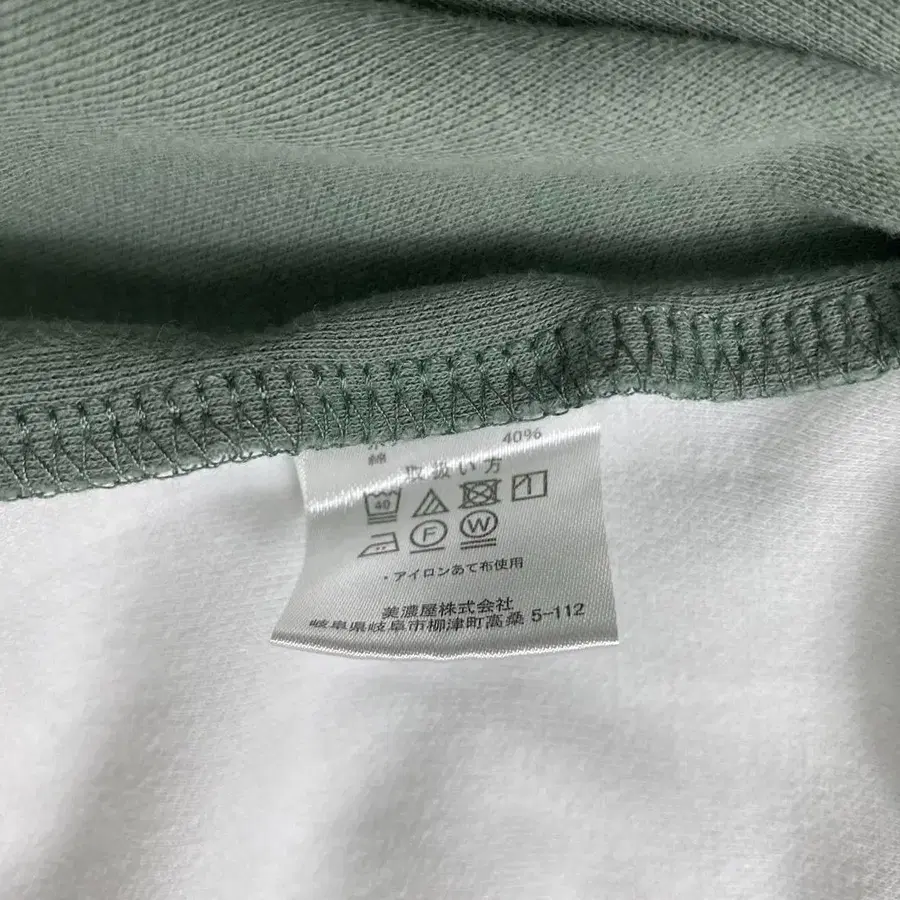 40%
綿
取扱い方
40
F W
・アイロンあて布使用
美濃屋株式会社
岐阜県岐阜市柳津町高桑 5-112